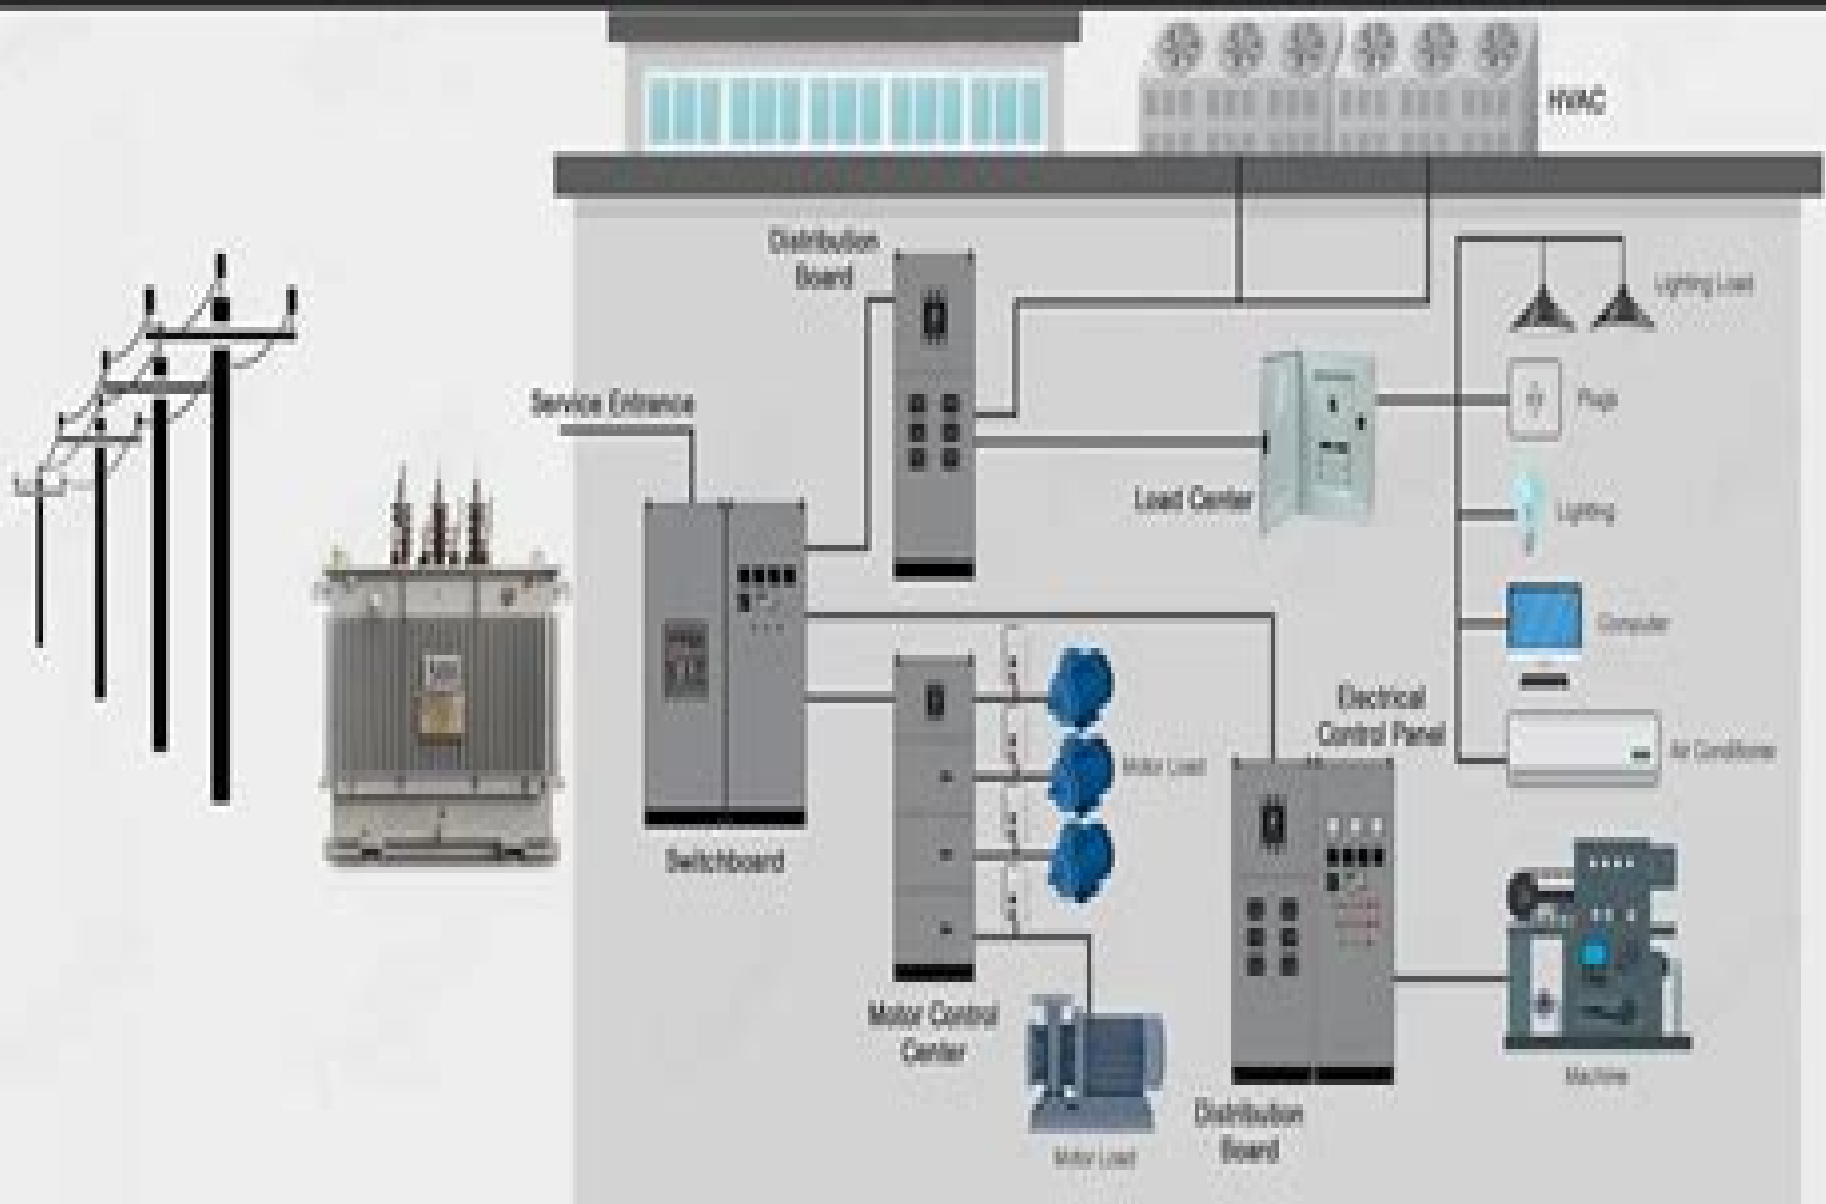 HVAC
Distribution
Board
Lighting Load
Service Entrance
Plugs
Load Center
Lighting
Computer
Electrical
Control Panel
Air Conditioner
Motor Load
Switchboard
Motor Control
Center
Machine
Distribution
Board
Motor Load